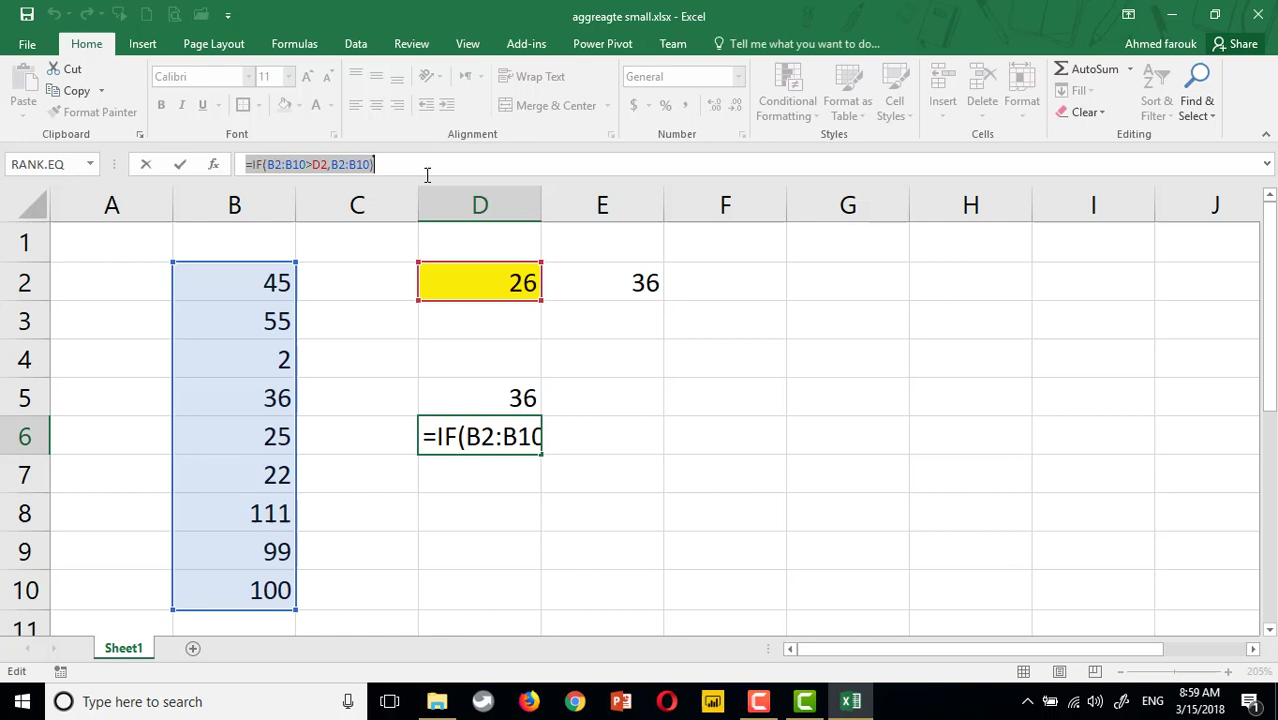 aggreagte small.xlsx - Excel
File Home Insert Page Layout Formulas Data Review View Add-ins Power Pivot Team Tell me what you want to do... Ahmed farouk Share
Paste Cut Calibri 11 Wrap Text General Conditional Formatting Format as Table Cell Styles Insert Delete Format AutoSum Sort & Filter Find & Select
Copy Fill
Format Painter B I U Merge & Center $ % , Clear
Clipboard Font Alignment Number Styles Cells Editing
RANK.EQ fx =IF(B2:B10>D2,B2:B10)
A B C D E F G H I J
1
2 45 26 36
3 55
4 2
5 36 36
6 25 =IF(B2:B10
7 22
8 111
9 99
10 100
11
Sheet1
Edit 205%
Type here to search ENG 8:59 AM
3/15/2018 1